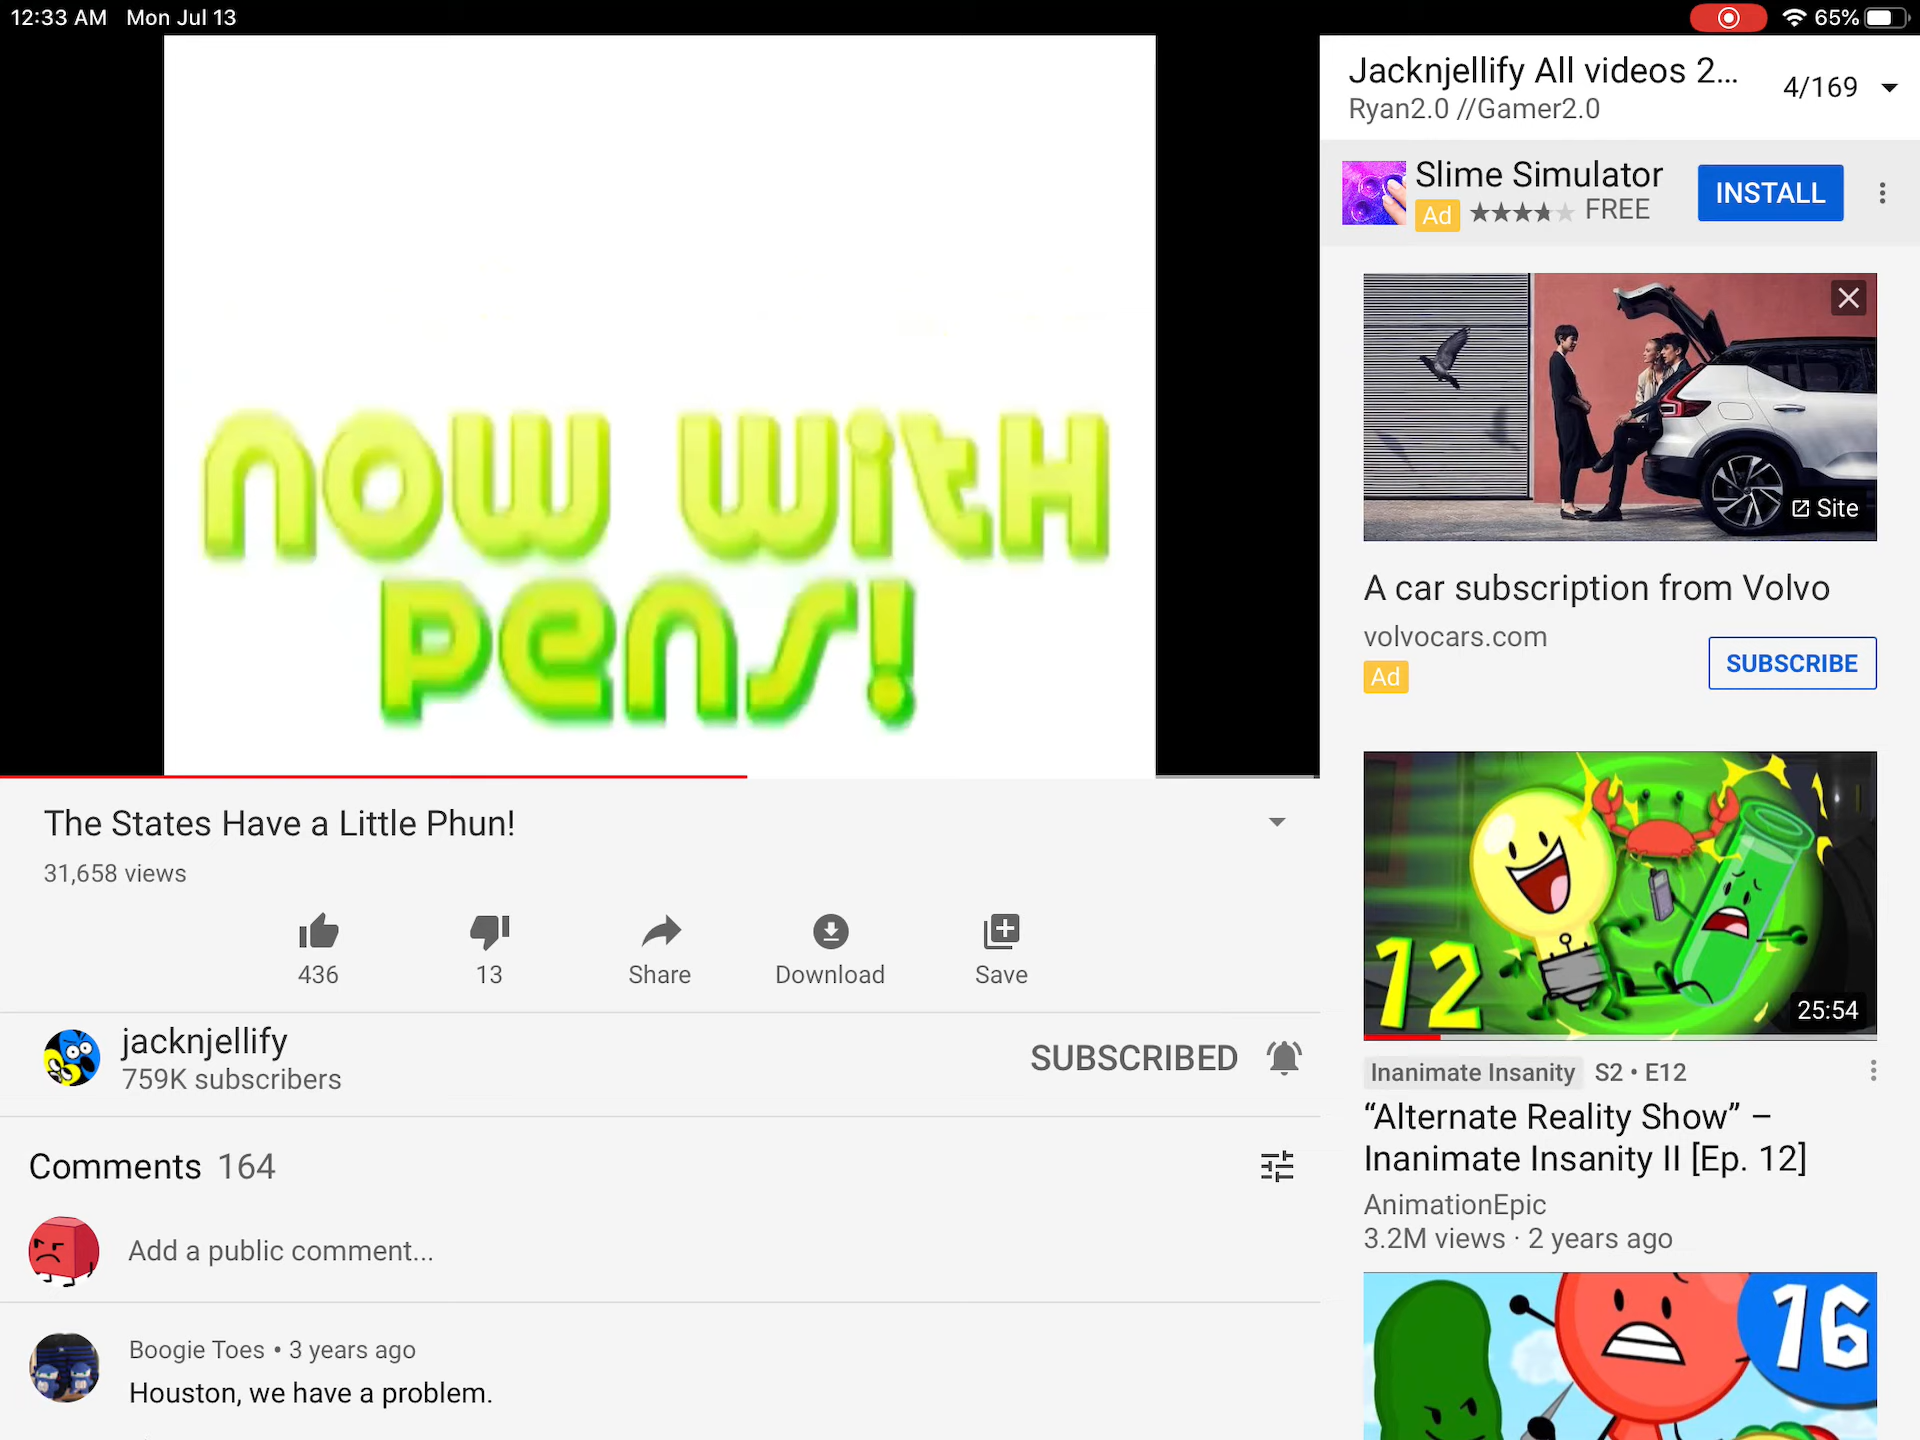 12:33 AM Mon Jul 13
65%
now with
pens!
The States Have a Little Phun!
31,658 views
436
13
Share
Download
Save
jacknjellify
759K subscribers
SUBSCRIBED
Comments 164
Add a public comment...
Boogie Toes • 3 years ago
Houston, we have a problem.
Jacknjellify All videos 2...
Ryan2.0 //Gamer2.0
4/169
Slime Simulator
Ad
FREE
INSTALL
Site
A car subscription from Volvo
volvocars.com
Ad
SUBSCRIBE
12
25:54
Inanimate Insanity S2 • E12
“Alternate Reality Show” –
Inanimate Insanity II [Ep. 12]
AnimationEpic
3.2M views · 2 years ago
16